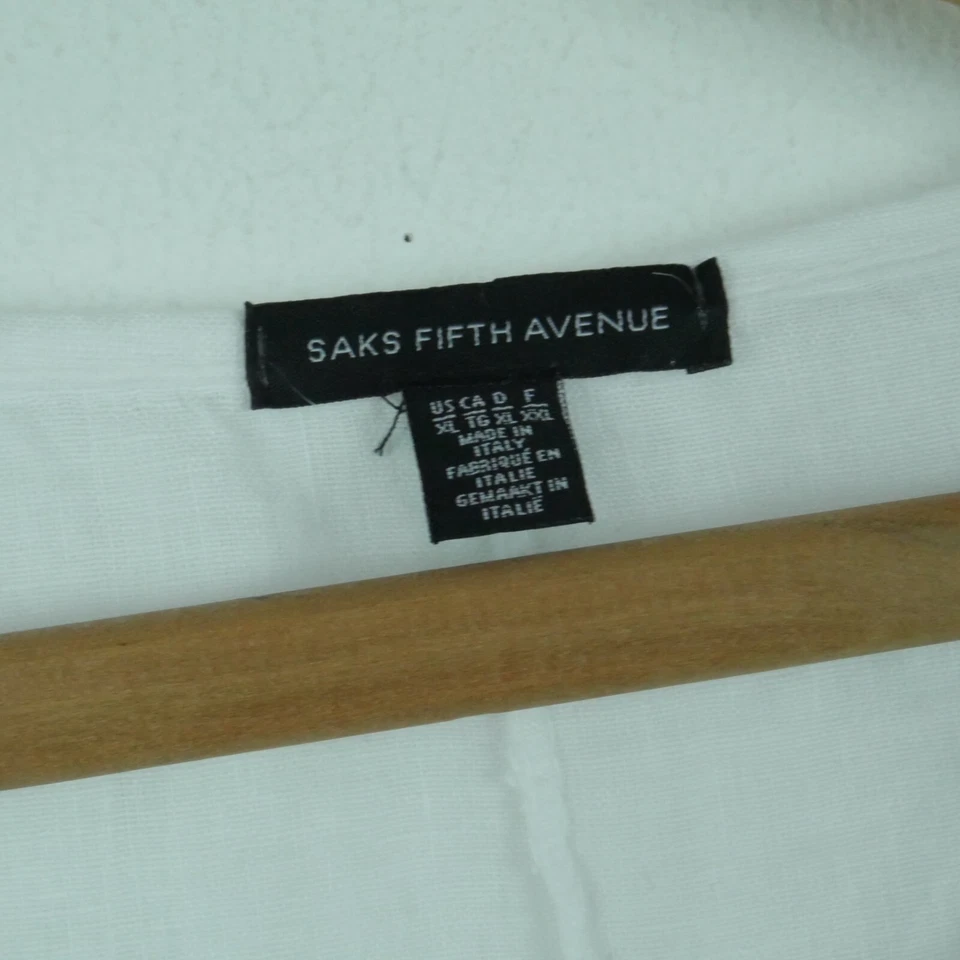 SAKS FIFTH AVENUE
US CA D F
XL TG XL XXL
MADE IN
ITALY
FABRIQUÉ EN
ITALIE
GEMAAKT IN
ITALIË